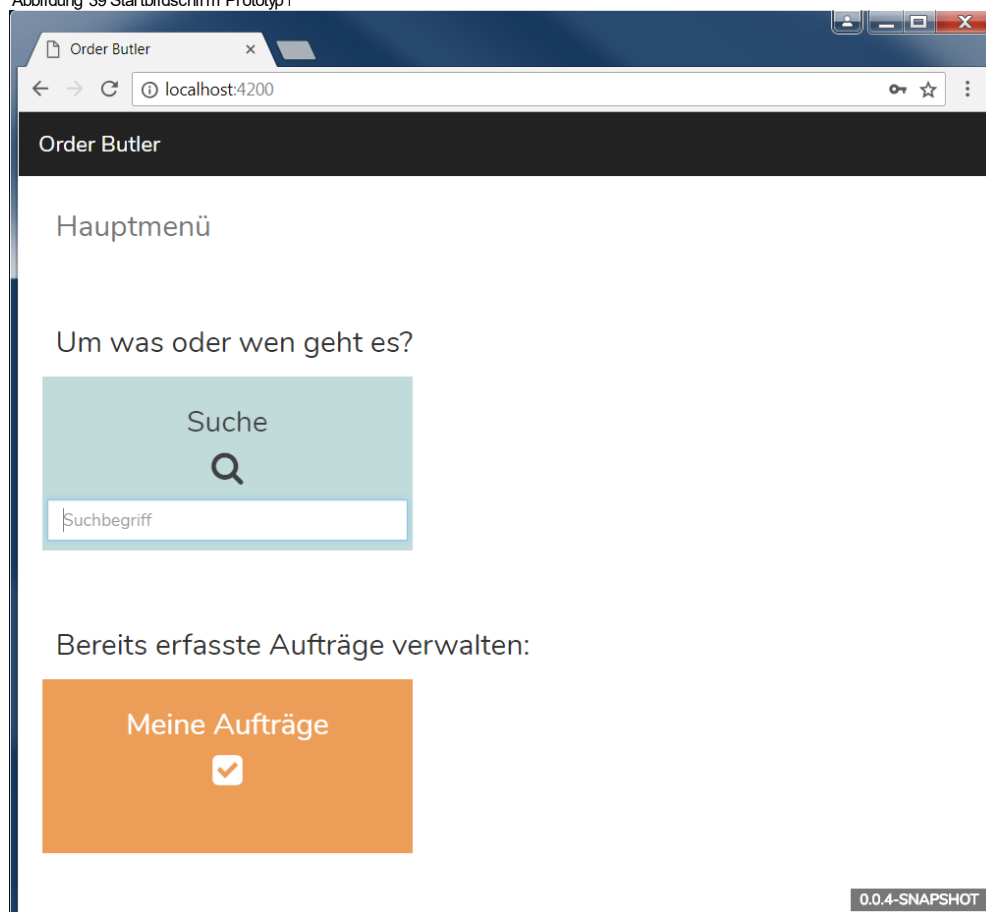 Abbildung 39 Startbildschirm Prototyp I
Order Butler
localhost:4200
Order Butler
Hauptmenü
Um was oder wen geht es?
Suche
Suchbegriff
Bereits erfasste Aufträge verwalten:
Meine Aufträge
0.0.4-SNAPSHOT